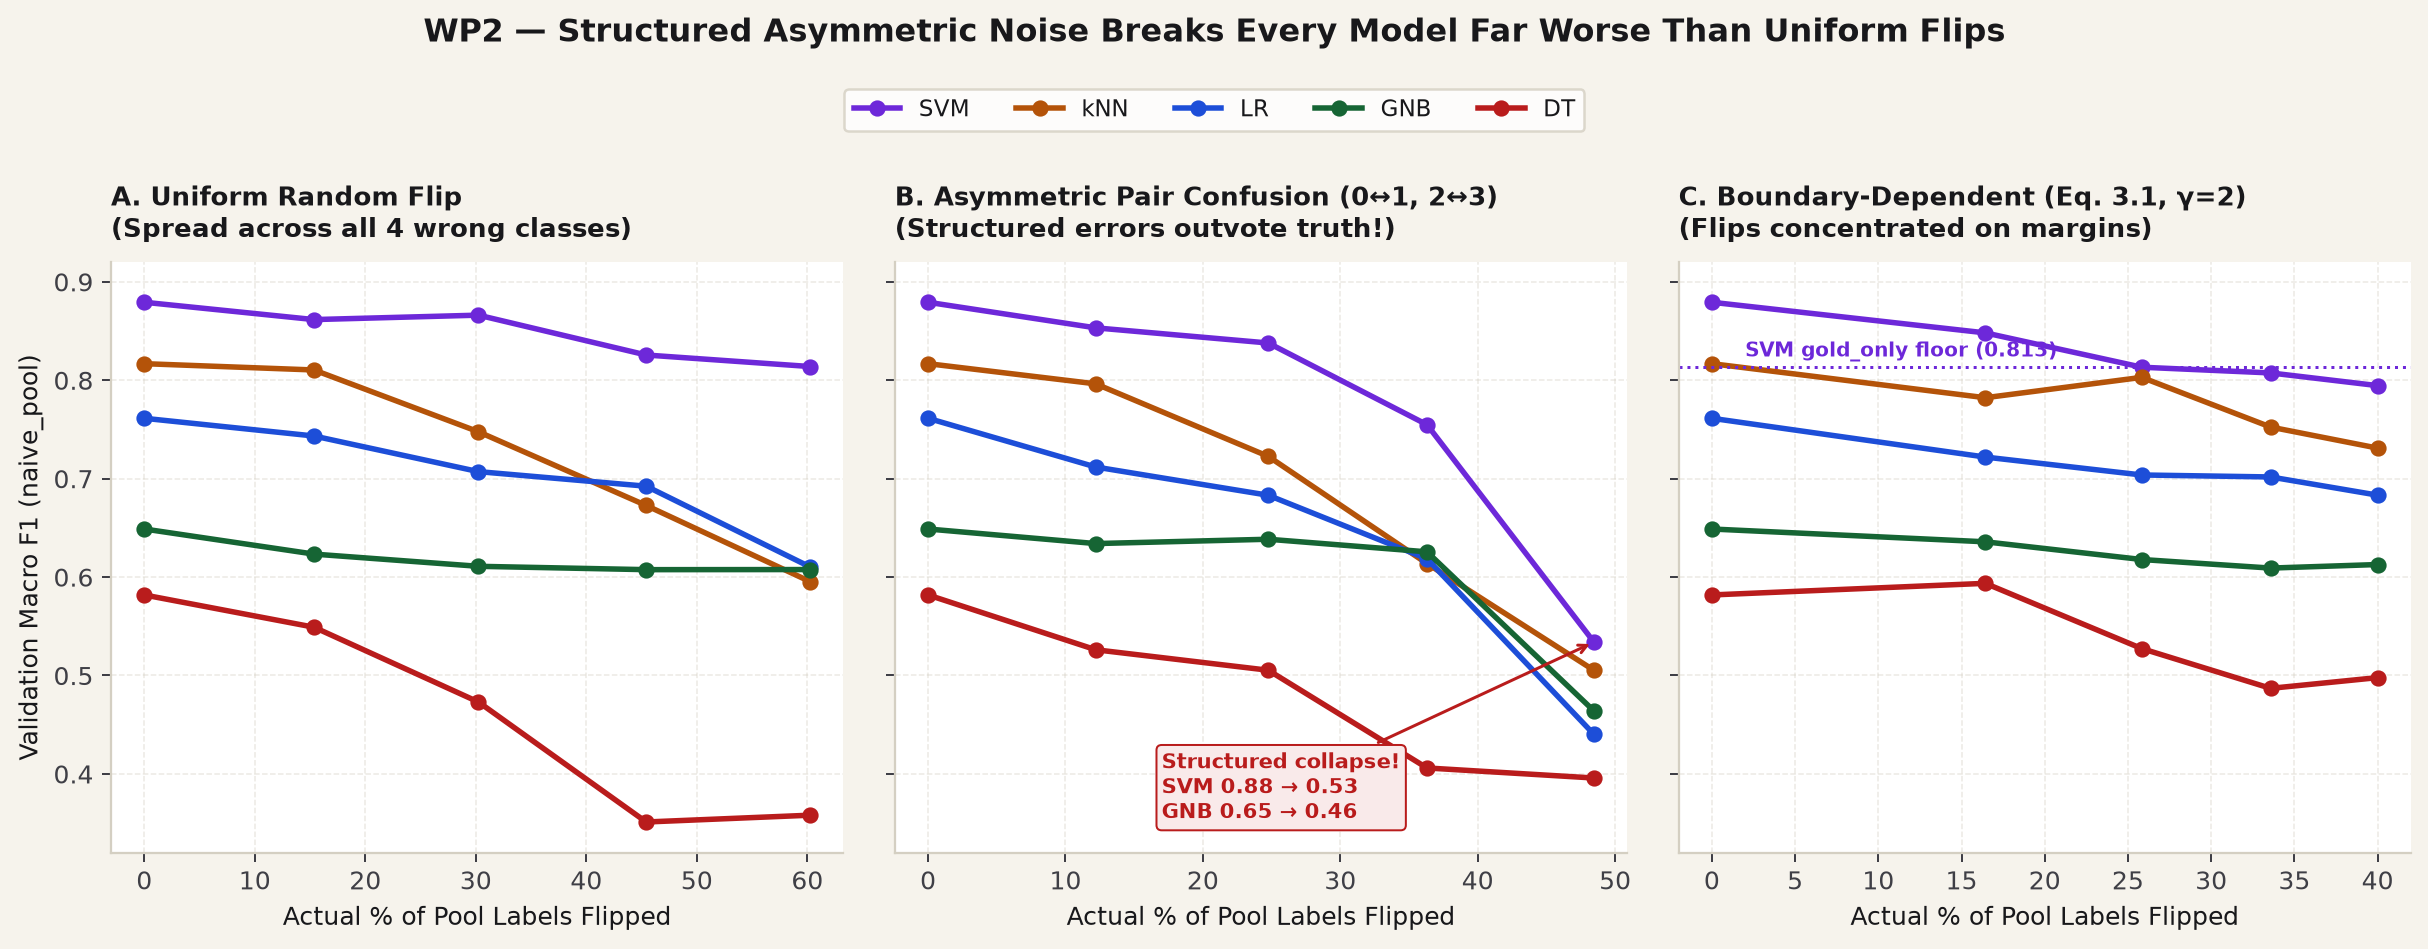 WP2 — Structured Asymmetric Noise Breaks Every Model Far Worse Than Uniform Flips
SVM kNN LR GNB DT
A. Uniform Random Flip
(Spread across all 4 wrong classes)
B. Asymmetric Pair Confusion (0↔1, 2↔3)
(Structured errors outvote truth!)
C. Boundary-Dependent (Eq. 3.1, γ=2)
(Flips concentrated on margins)
Validation Macro F1 (naive_pool)
0.9
0.8
0.7
0.6
0.5
0.4
0 10 20 30 40 50 60
Actual % of Pool Labels Flipped
Structured collapse!
SVM 0.88 → 0.53
GNB 0.65 → 0.46
0 10 20 30 40 50
Actual % of Pool Labels Flipped
SVM gold_only floor (0.813)
0 5 10 15 20 25 30 35 40
Actual % of Pool Labels Flipped